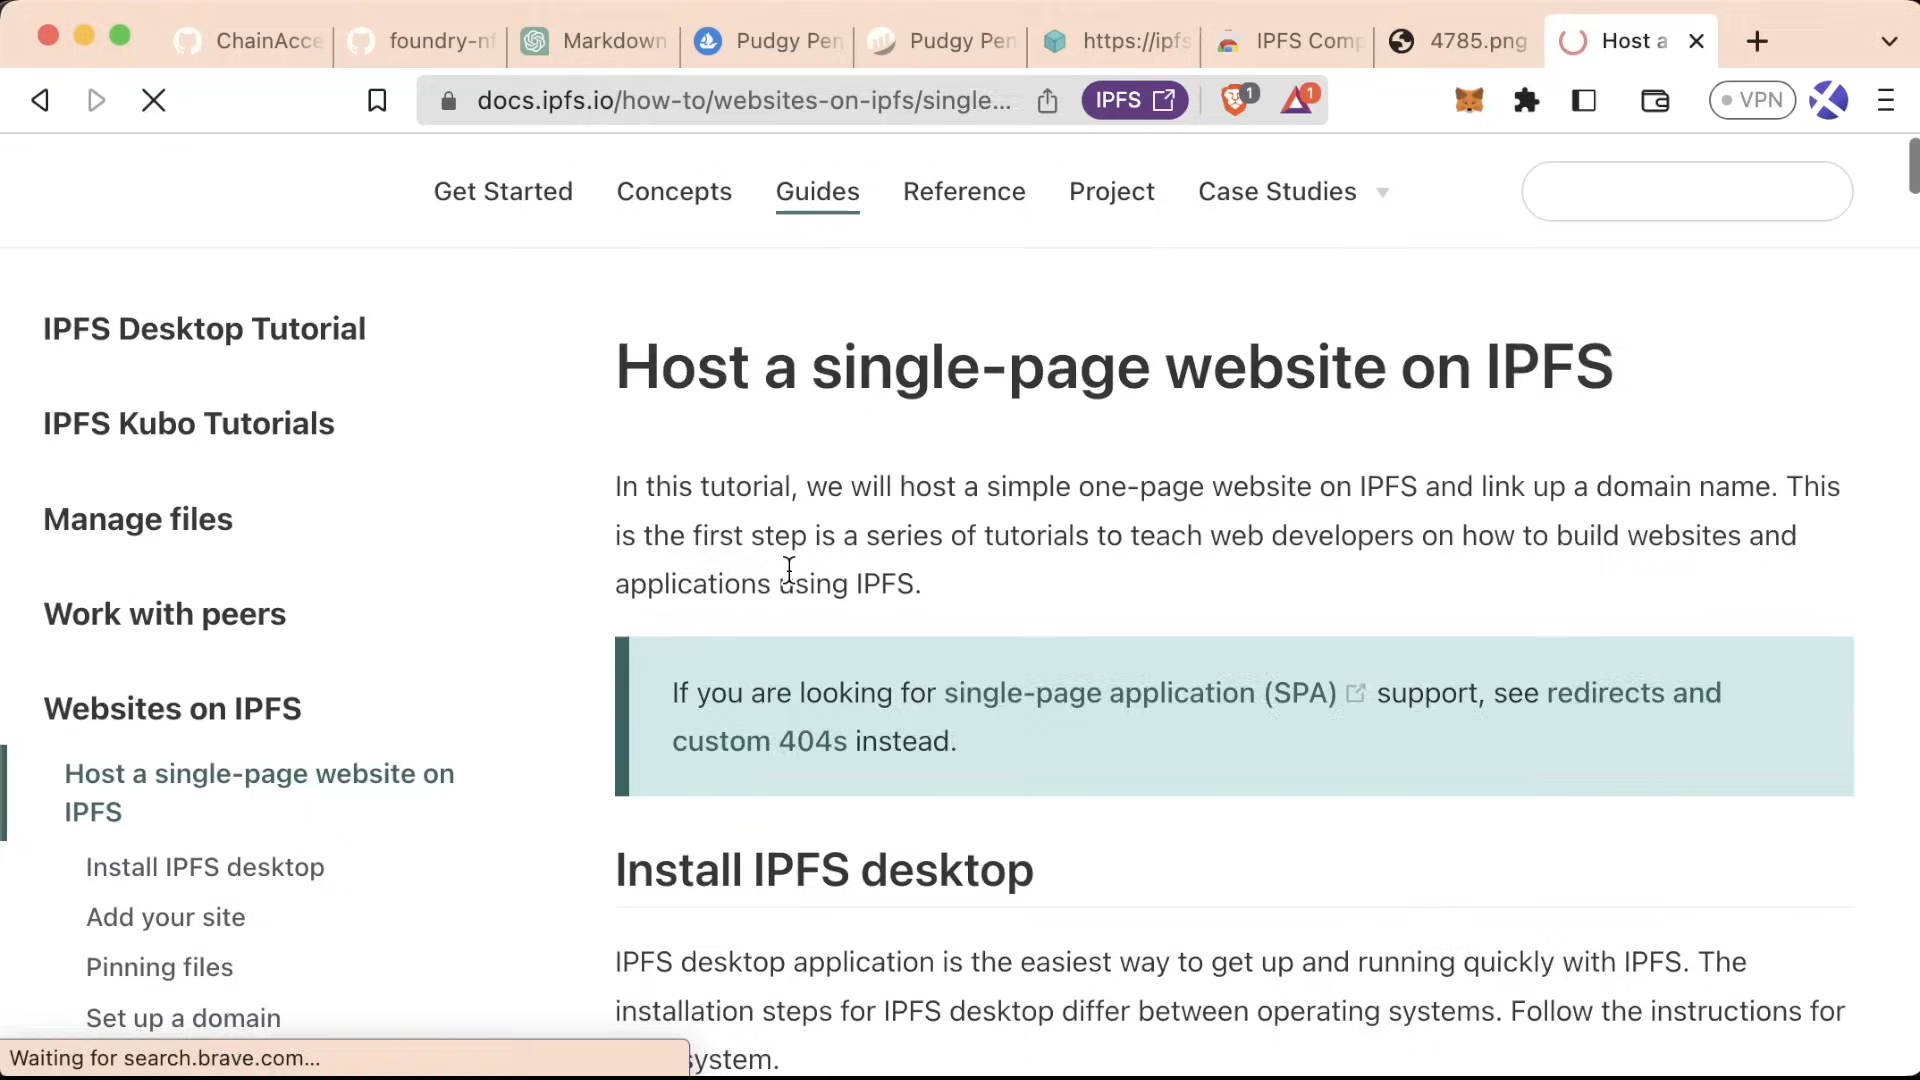 ChainAcce
foundry-nf
Markdown
Pudgy Pen
Pudgy Pen
https://ipfs
IPFS Comp
4785.png
Host a
docs.ipfs.io/how-to/websites-on-ipfs/single...
IPFS
1
1
VPN
Get Started
Concepts
Guides
Reference
Project
Case Studies
IPFS Desktop Tutorial
IPFS Kubo Tutorials
Manage files
Work with peers
Websites on IPFS
Host a single-page website on
IPFS
Install IPFS desktop
Add your site
Pinning files
Set up a domain
Host a single-page website on IPFS
In this tutorial, we will host a simple one-page website on IPFS and link up a domain name. This
is the first step is a series of tutorials to teach web developers on how to build websites and
applications using IPFS.
If you are looking for single-page application (SPA) support, see redirects and
custom 404s instead.
Install IPFS desktop
IPFS desktop application is the easiest way to get up and running quickly with IPFS. The
installation steps for IPFS desktop differ between operating systems. Follow the instructions for
system.
Waiting for search.brave.com...